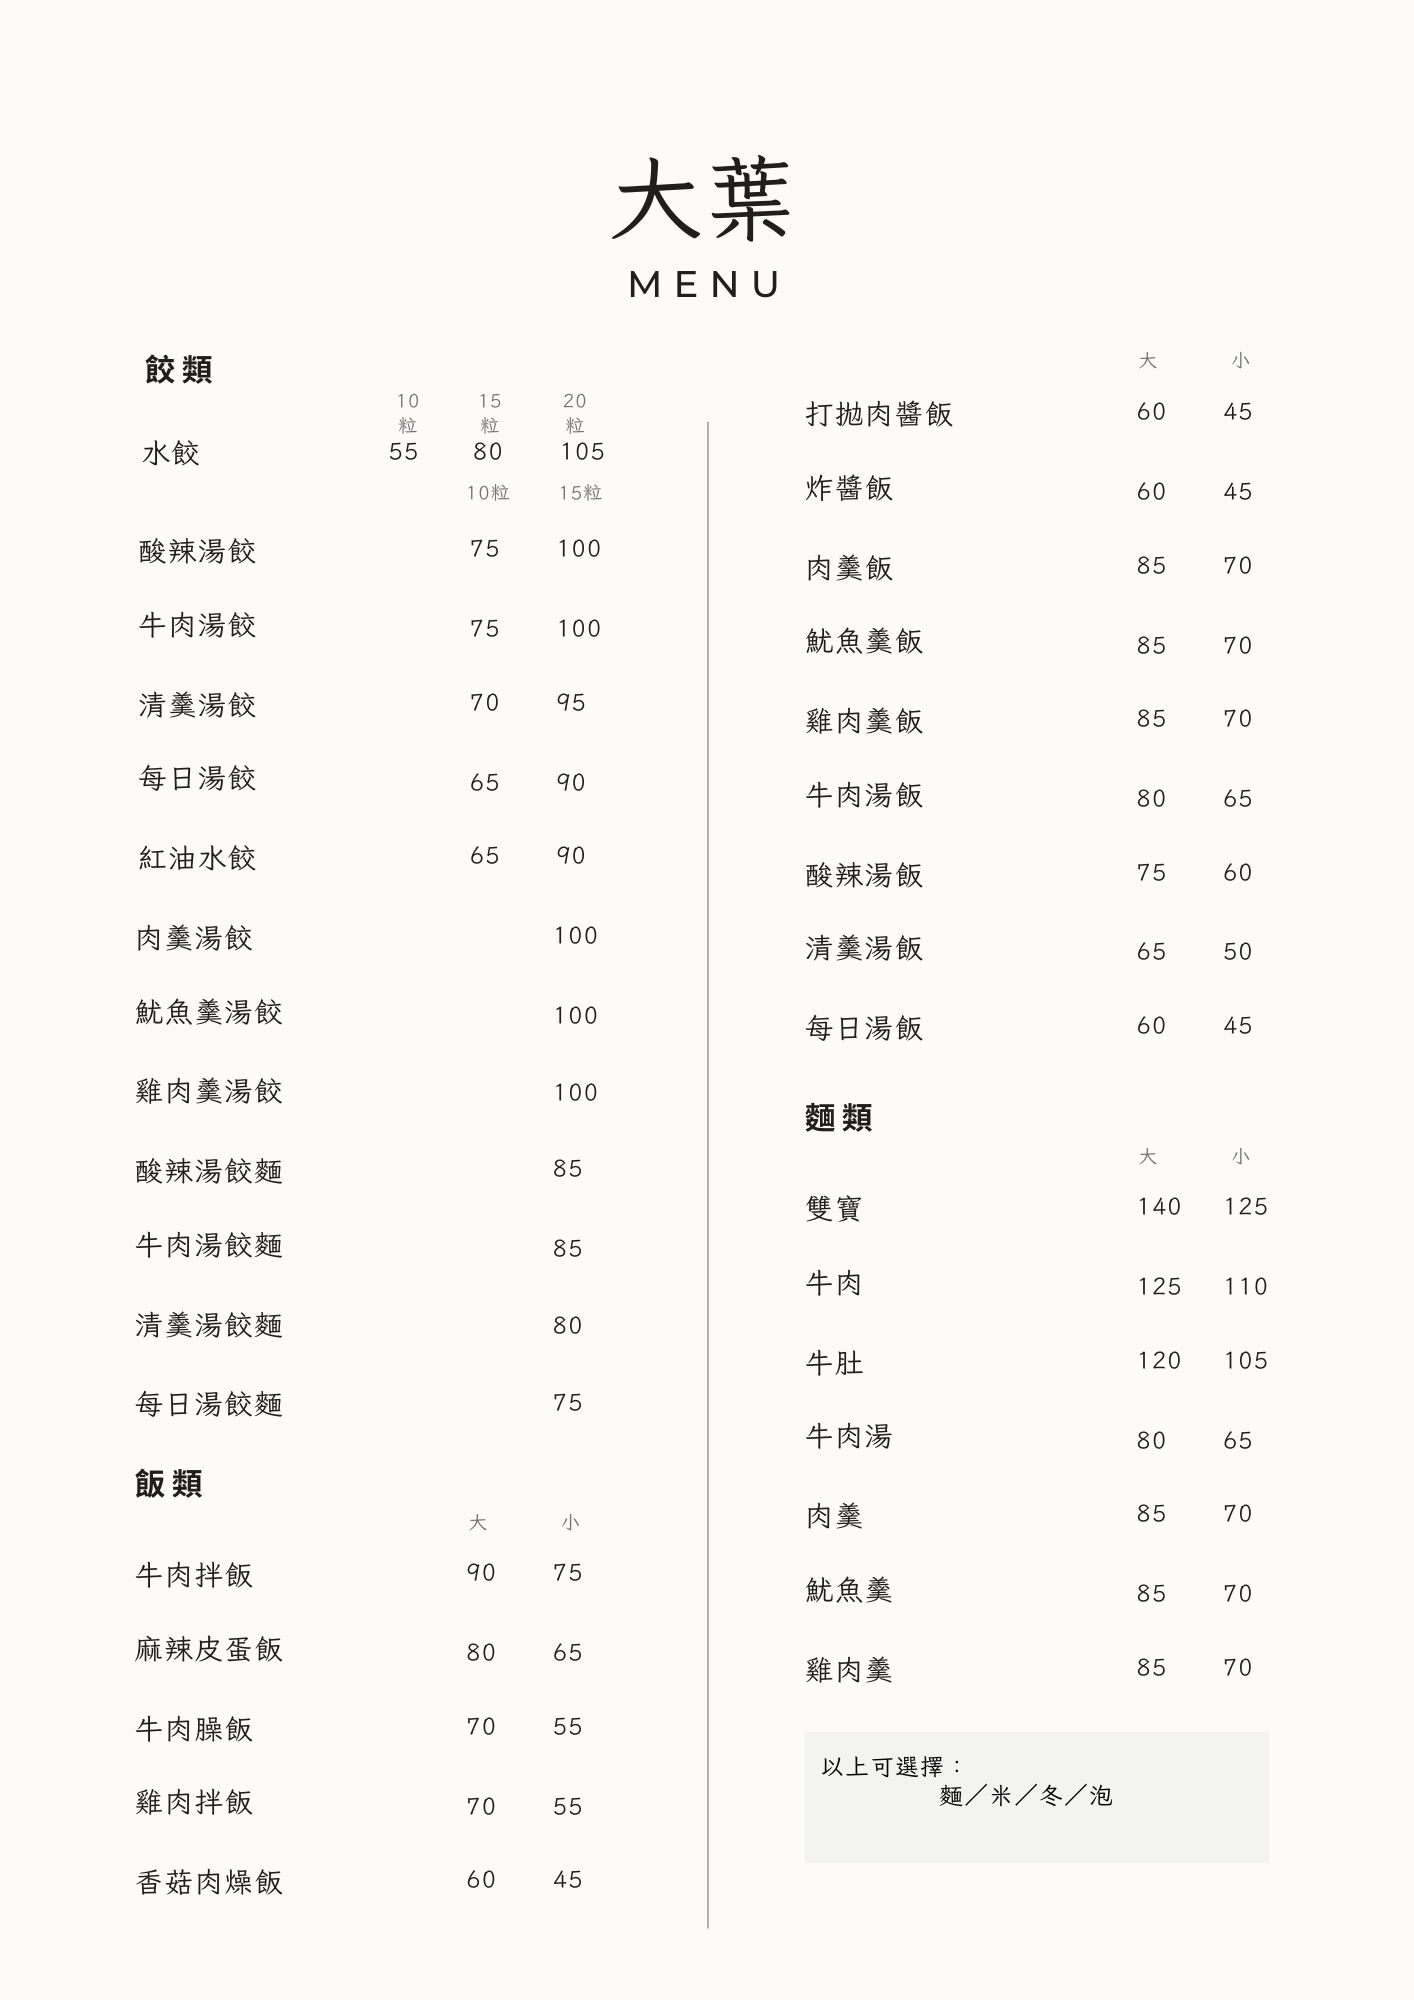 大葉
MENU
餃類
10粒 15粒 20粒
水餃 55 80 105
10粒 15粒
酸辣湯餃 75 100
牛肉湯餃 75 100
清羹湯餃 70 95
每日湯餃 65 90
紅油水餃 65 90
肉羹湯餃 100
魷魚羹湯餃 100
雞肉羹湯餃 100
酸辣湯餃麵 85
牛肉湯餃麵 85
清羹湯餃麵 80
每日湯餃麵 75
飯類
大 小
牛肉拌飯 90 75
麻辣皮蛋飯 80 65
牛肉臊飯 70 55
雞肉拌飯 70 55
香菇肉燥飯 60 45
大 小
打拋肉醬飯 60 45
炸醬飯 60 45
肉羹飯 85 70
魷魚羹飯 85 70
雞肉羹飯 85 70
牛肉湯飯 80 65
酸辣湯飯 75 60
清羹湯飯 65 50
每日湯飯 60 45
麵類
大 小
雙寶 140 125
牛肉 125 110
牛肚 120 105
牛肉湯 80 65
肉羹 85 70
魷魚羹 85 70
雞肉羹 85 70
以上可選擇：
麵／米／冬／泡